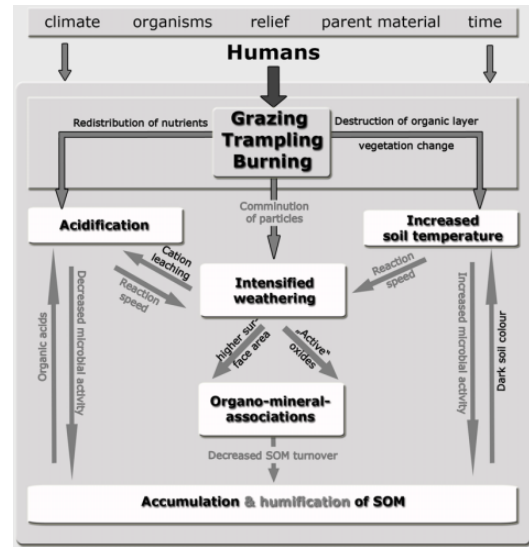 climate organisms relief parent material time
Humans
Redistribution of nutrients
Grazing
Trampling
Burning
Destruction of organic layer
vegetation change
Comminution
of particles
Acidification
Increased
soil temperature
Cation
leaching
Reaction
speed
Intensified
weathering
Reaction
speed
Organic acids
Decreased microbial activity
higher sur-
face area
„Active“
oxides
Increased microbial activity
Dark soil colour
Organo-mineral-
associations
Decreased SOM turnover
Accumulation & humification of SOM